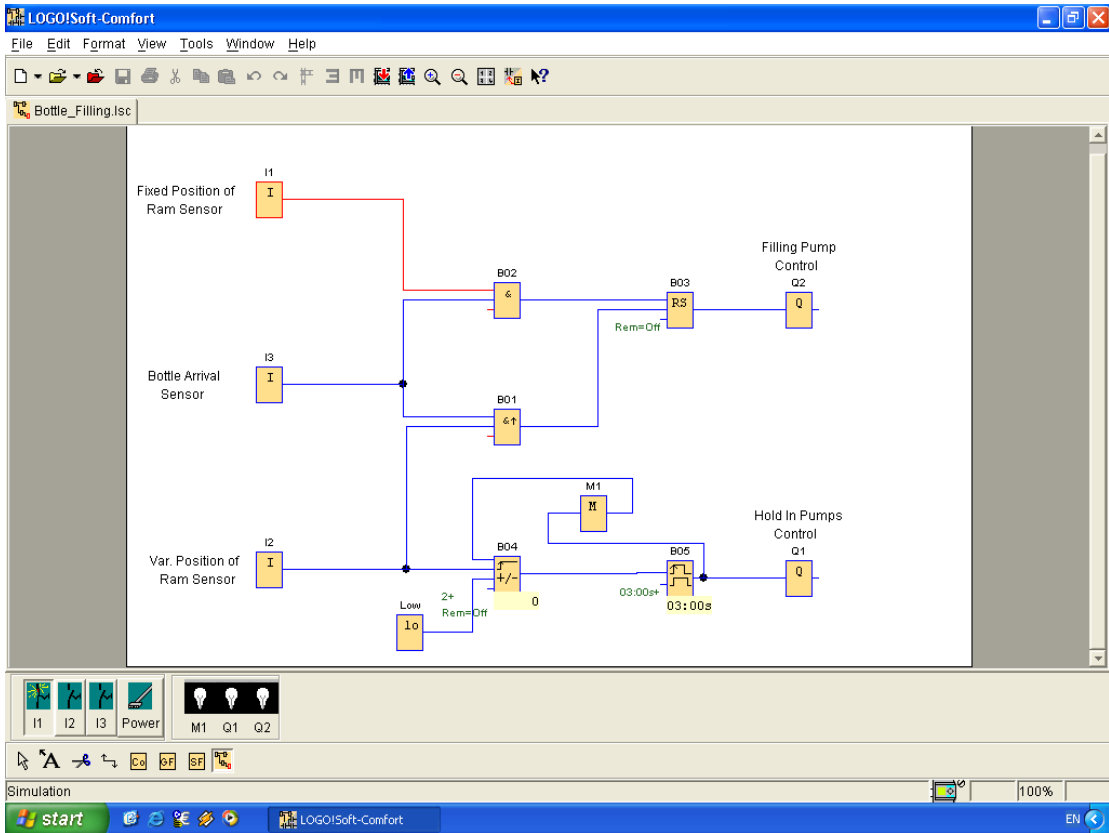 LOGO!Soft-Comfort
File Edit Format View Tools Window Help
Bottle_Filling.lsc
I1
Fixed Position of
Ram Sensor
I
Filling Pump
Control
B02
B03
Q2
&
RS
Q
Rem=Off
I3
Bottle Arrival
Sensor
I
B01
&↑
M1
M
Hold In Pumps
Control
I2
B04
B05
Q1
Var. Position of
Ram Sensor
I
+/-
Q
2+
Rem=Off
0
03:00s+
03:00s
Low
lo
I1 I2 I3 Power M1 Q1 Q2
A Co GF SF
Simulation 100%
start LOGO!Soft-Comfort EN